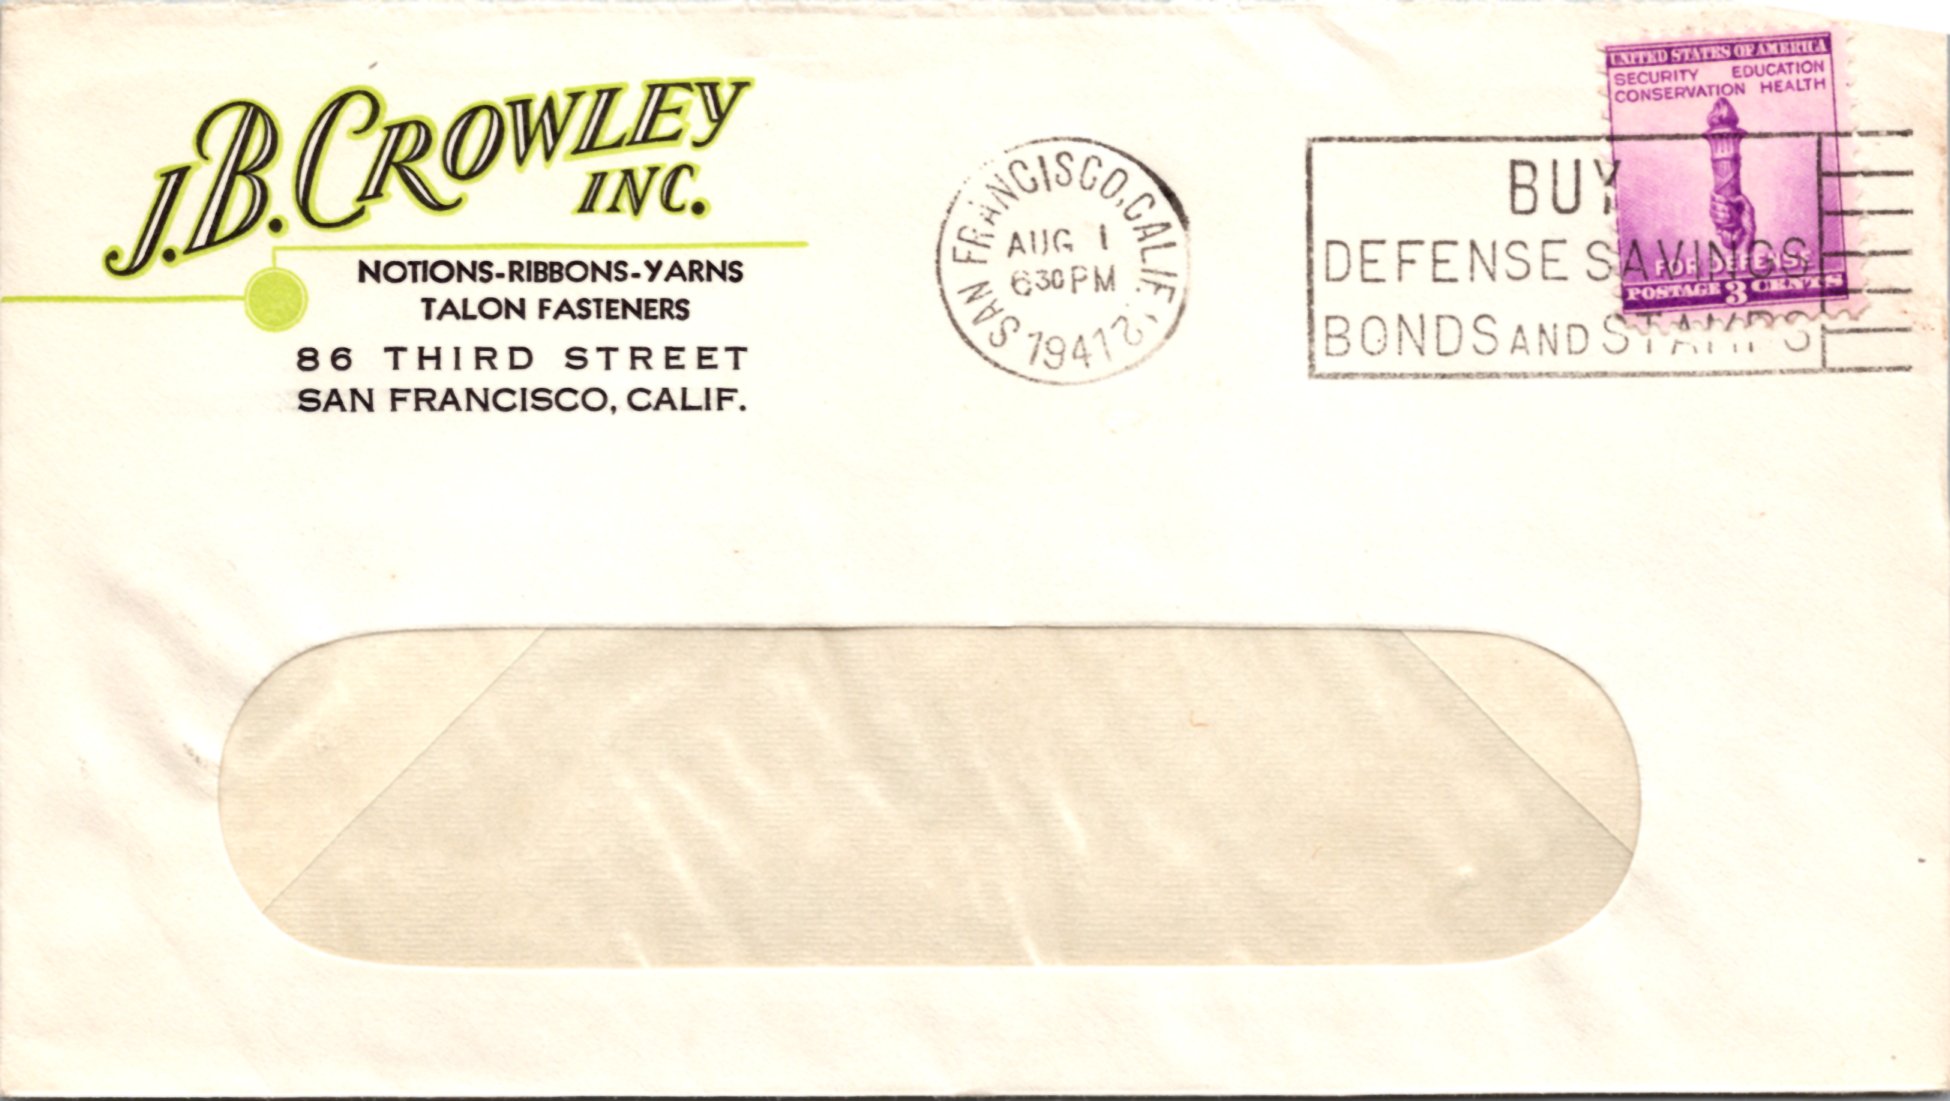 J.B. CROWLEY
INC.
NOTIONS-RIBBONS-YARNS
TALON FASTENERS
86 THIRD STREET
SAN FRANCISCO, CALIF.
SAN FRANCISCO, CALIF.
AUG 1
630 PM
1941
12
BUY
DEFENSE SAVINGS
BONDS AND STAMPS
UNITED STATES OF AMERICA
SECURITY EDUCATION
CONSERVATION HEALTH
FOR DEFENSE
POSTAGE 3 CENTS